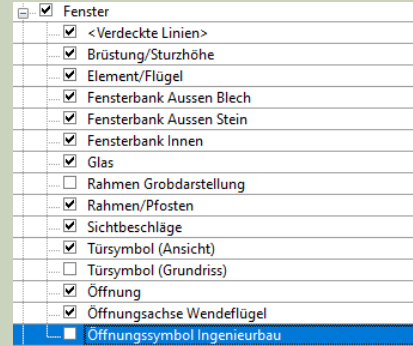 Fenster
<Verdeckte Linien>
Brüstung/Sturzhöhe
Element/Flügel
Fensterbank Aussen Blech
Fensterbank Aussen Stein
Fensterbank Innen
Glas
Rahmen Grobdarstellung
Rahmen/Pfosten
Sichtbeschläge
Türsymbol (Ansicht)
Türsymbol (Grundriss)
Öffnung
Öffnungsachse Wendeflügel
Öffnungssymbol Ingenieurbau